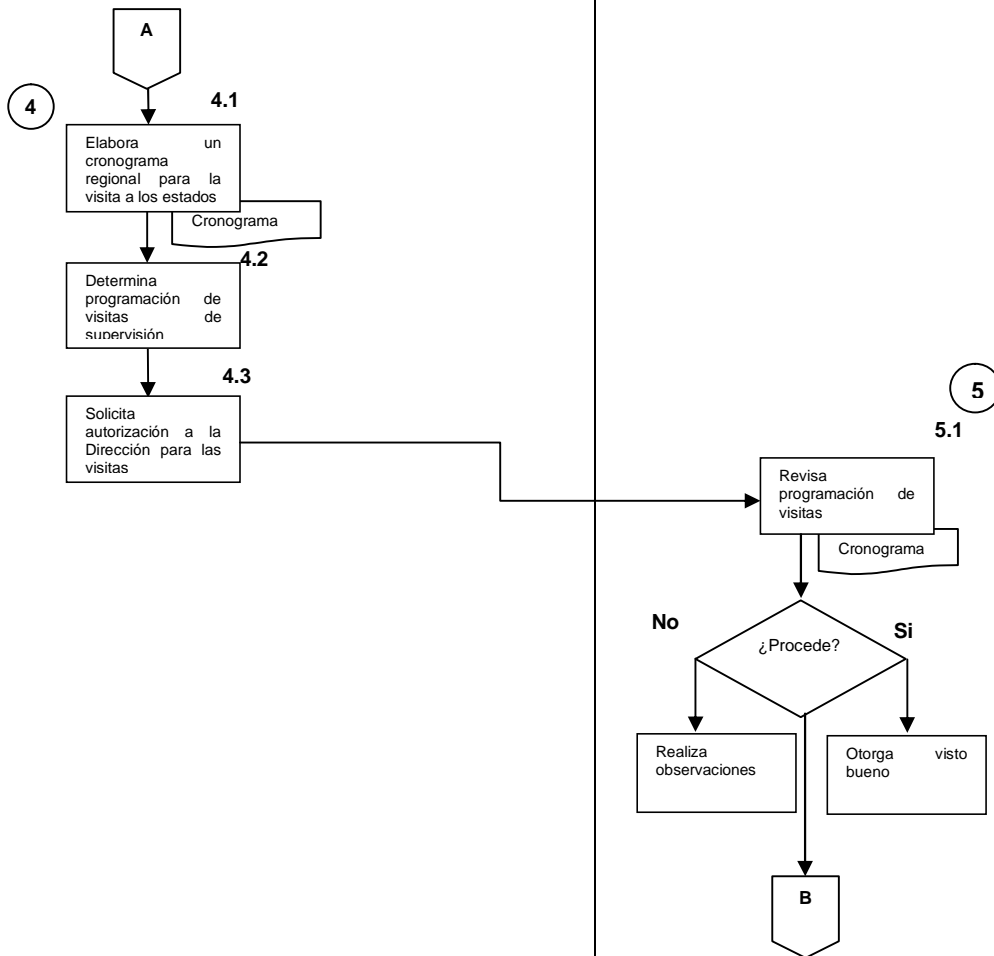 A
4
4.1
Elabora un
cronograma
regional para la
visita a los estados
Cronograma
4.2
Determina
programación de
visitas de
supervisión
4.3
Solicita
autorización a la
Dirección para las
visitas
5
5.1
Revisa
programación de
visitas
Cronograma
¿Procede?
No
Si
Realiza
observaciones
Otorga visto
bueno
B